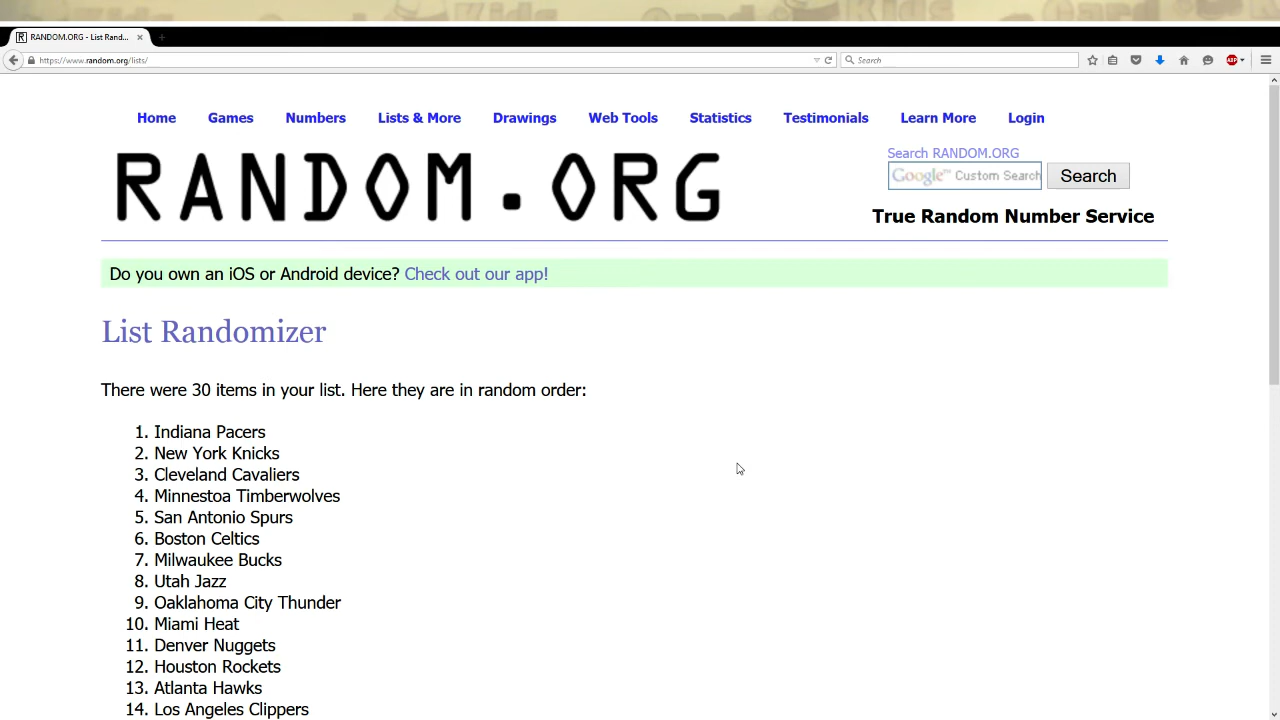 RANDOM.ORG - List Rand...
https://www.random.org/lists/
Search
ABP
Home Games Numbers Lists & More Drawings Web Tools Statistics Testimonials Learn More Login
RANDOM.ORG
Search RANDOM.ORG
Google™ Custom Search
Search
True Random Number Service
Do you own an iOS or Android device? Check out our app!
List Randomizer
There were 30 items in your list. Here they are in random order:
1. Indiana Pacers
2. New York Knicks
3. Cleveland Cavaliers
4. Minnestoa Timberwolves
5. San Antonio Spurs
6. Boston Celtics
7. Milwaukee Bucks
8. Utah Jazz
9. Oaklahoma City Thunder
10. Miami Heat
11. Denver Nuggets
12. Houston Rockets
13. Atlanta Hawks
14. Los Angeles Clippers